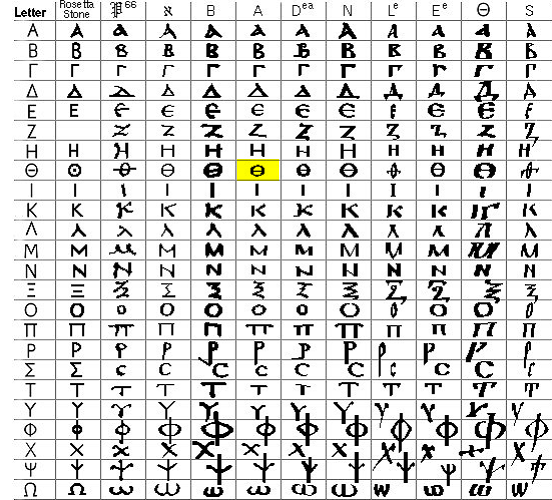 Letter Rosetta Stone 𝔓66 ℵ B A Dea N Le Ee Θ S
Α Α Α Α Α Α Α Α Α Α Α Α
Β Β Β Β Β Β Β Β Β Β Β Β
Γ Γ Γ Γ Γ Γ Γ Γ Γ Γ Γ Γ
Δ Δ Δ Δ Δ Δ Δ Δ Δ Δ Δ Δ
Ε Ε Є Є Є Є Є Є Є Є Є Є
Ζ Ζ Ζ Ζ Ζ Ζ Ζ Ζ Ζ Ζ Ζ
Η Η Η Η Η Η Η Η Η Η Η Η
Θ Θ Θ Θ Θ Θ Θ Θ Θ Θ Θ Θ
Ι Ι Ι Ι Ι Ι Ι Ι Ι Ι Ι Ι
Κ Κ Κ Κ Κ Κ Κ Κ Κ Κ Κ Κ
Λ Λ Λ Λ Λ Λ Λ Λ Λ Λ Λ Λ
Μ Μ Μ Μ Μ Μ Μ Μ Μ Μ Μ Μ
Ν Ν Ν Ν Ν Ν Ν Ν Ν Ν Ν Ν
Ξ Ξ Ξ Ξ Ξ Ξ Ξ Ξ Ξ Ξ Ξ Ξ
Ο Ο Ο Ο Ο Ο Ο Ο Ο Ο Ο Ο
Π Π Π Π Π Π Π Π Π Π Π Π
Ρ Ρ Ρ Ρ Ρ Ρ Ρ Ρ Ρ Ρ Ρ Ρ
Σ Σ Ϲ Ϲ Ϲ Ϲ Ϲ Ϲ Ϲ Ϲ Ϲ Ϲ
Τ Τ Τ Τ Τ Τ Τ Τ Τ Τ Τ Τ
Υ Υ Υ Υ Υ Υ Υ Υ Υ Υ Υ Υ
Φ Φ Φ Φ Φ Φ Φ Φ Φ Φ Φ Φ
Χ Χ Χ Χ Χ Χ Χ Χ Χ Χ Χ Χ
Ψ Ψ Ψ Ψ Ψ Ψ Ψ Ψ Ψ Ψ Ψ Ψ
Ω Ω ω ω ω ω ω ω ω ω ω ω